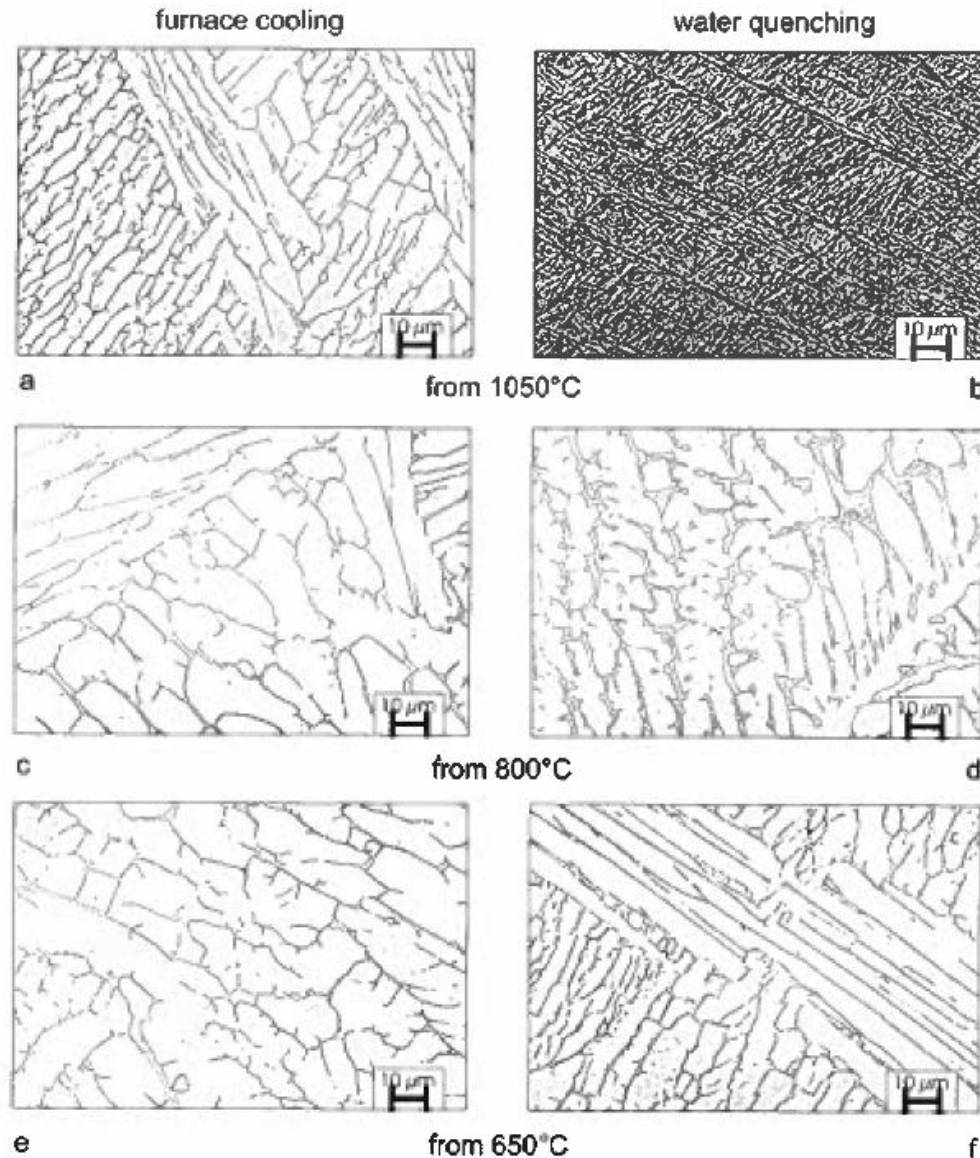 furnace cooling
water quenching
10 µm
10 µm
a
from 1050°C
b
10 µm
10 µm
c
from 800°C
d
10 µm
10 µm
e
from 650°C
f